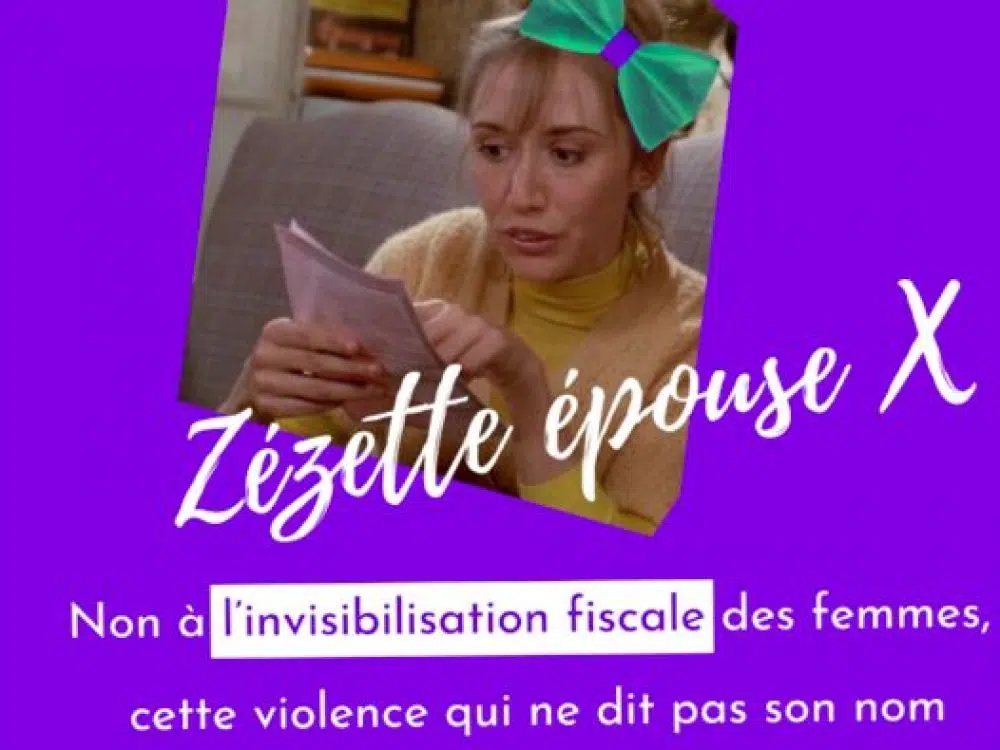 Zézette épouse X
Non à l'invisibilisation fiscale des femmes,
cette violence qui ne dit pas son nom